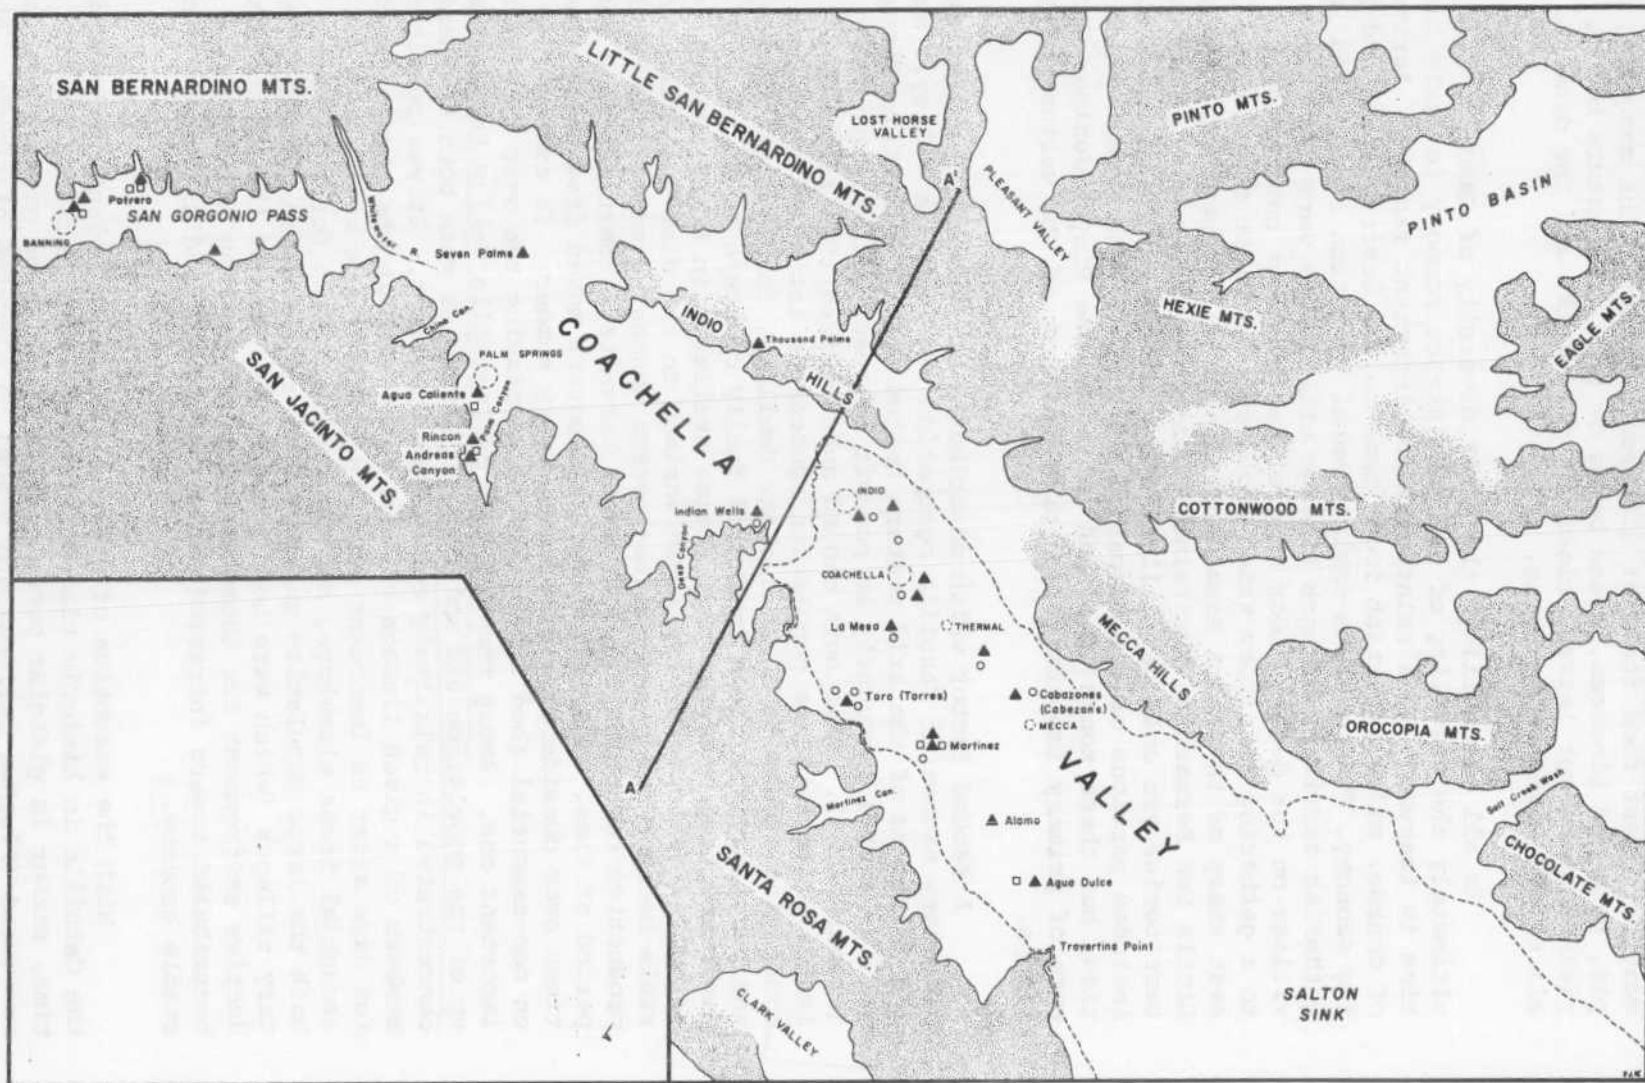 SAN BERNARDINO MTS.
LITTLE SAN BERNARDINO MTS.
LOST HORSE
VALLEY
PINTO MTS.
PLEASANT VALLEY
PINTO BASIN
A'
Potrero
SAN GORGONIO PASS
BANNING
Whitewater R.
Seven Palms
INDIO
HILLS
Thousand Palms
HEXIE MTS.
EAGLE MTS.
Chino Can.
PALM SPRINGS
COACHELLA
SAN JACINTO MTS.
Agua Caliente
Palm Canyon
Rincon
Andreas
Canyon
Indian Wells
INDIO
COTTONWOOD MTS.
Deep Canyon
COACHELLA
La Mesa
THERMAL
MECCA HILLS
Toro (Torres)
Cabazones
(Cabezon's)
MECCA
OROCOPIA MTS.
Martinez
VALLEY
A
Martinez Can.
Salt Creek Wash
Alamo
CHOCOLATE MTS.
SANTA ROSA MTS.
Agua Dulce
Travertine Point
CLARK VALLEY
SALTON
SINK